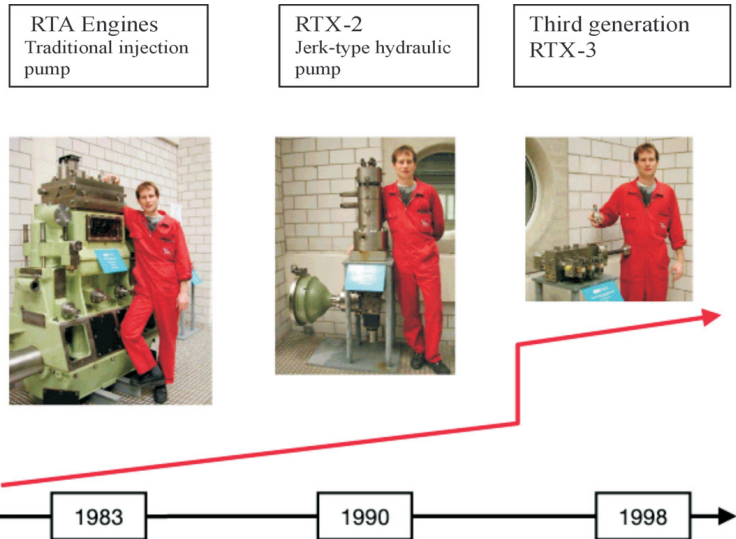 RTA Engines
Traditional injection
pump
RTX-2
Jerk-type hydraulic
pump
Third generation
RTX-3
1983
1990
1998